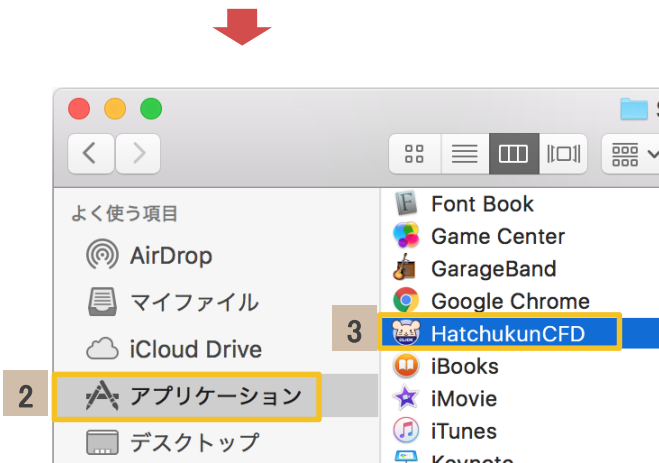 S
よく使う項目
AirDrop
マイファイル
iCloud Drive
2
アプリケーション
デスクトップ
Font Book
Game Center
GarageBand
Google Chrome
3
HatchukunCFD
iBooks
iMovie
iTunes
Keynote